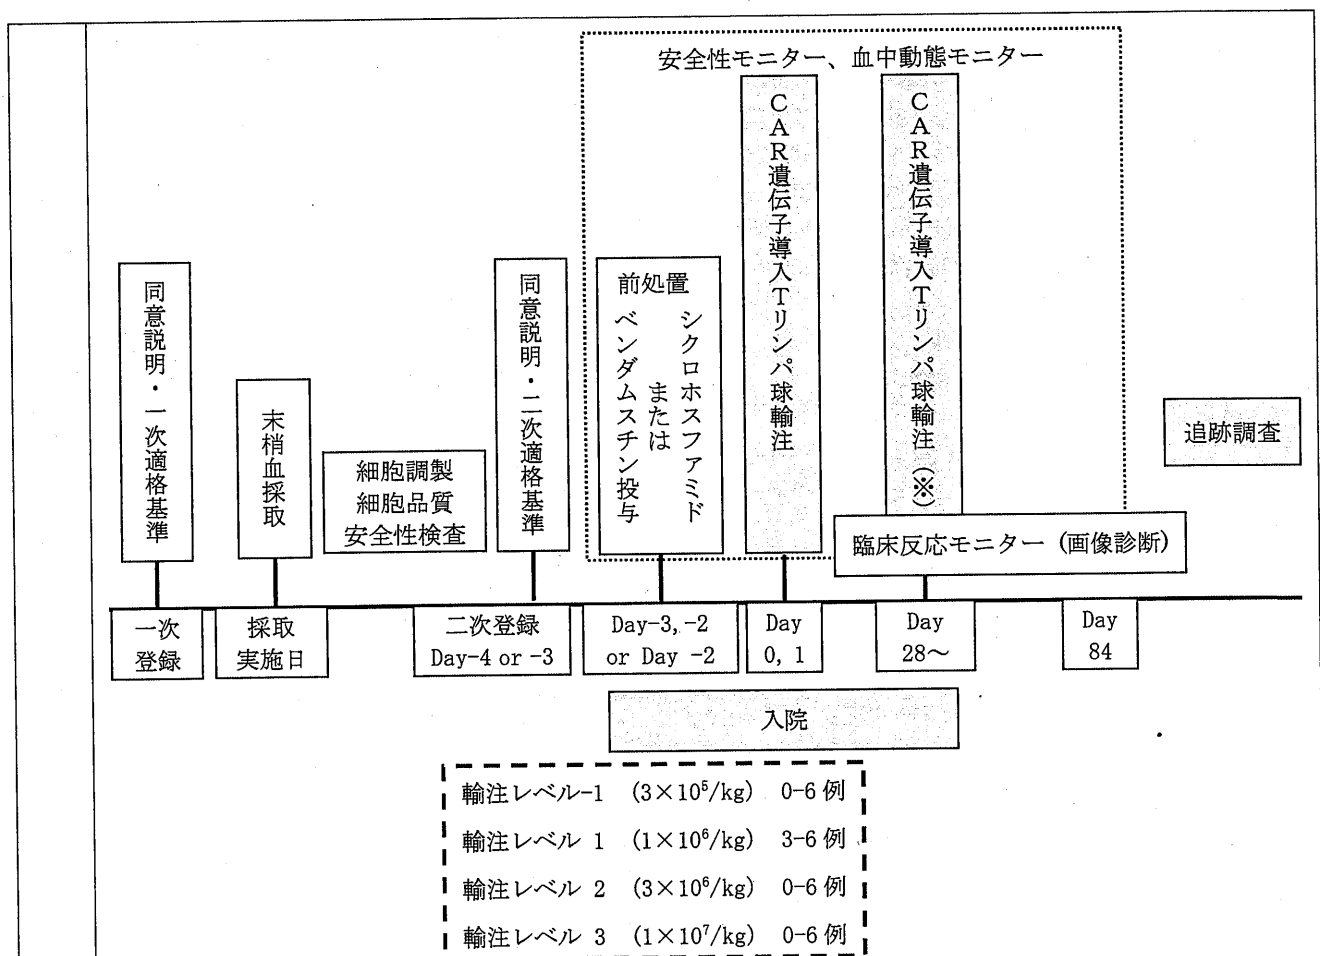 安全性モニター、血中動態モニター
同意説明・一次適格基準
末梢血採取
細胞調製
細胞品質
安全性検査
同意説明・二次適格基準
前処置
シクロホスファミド
または
ベンダムスチン投与
CAR遺伝子導入Tリンパ球輸注
CAR遺伝子導入Tリンパ球輸注(※)
臨床反応モニター(画像診断)
追跡調査
一次
登録
採取
実施日
二次登録
Day-4 or -3
Day-3,-2
or Day -2
Day
0, 1
Day
28～
Day
84
入院
輸注レベル-1 (3×10⁵/kg) 0-6 例
輸注レベル 1 (1×10⁶/kg) 3-6 例
輸注レベル 2 (3×10⁶/kg) 0-6 例
輸注レベル 3 (1×10⁷/kg) 0-6 例